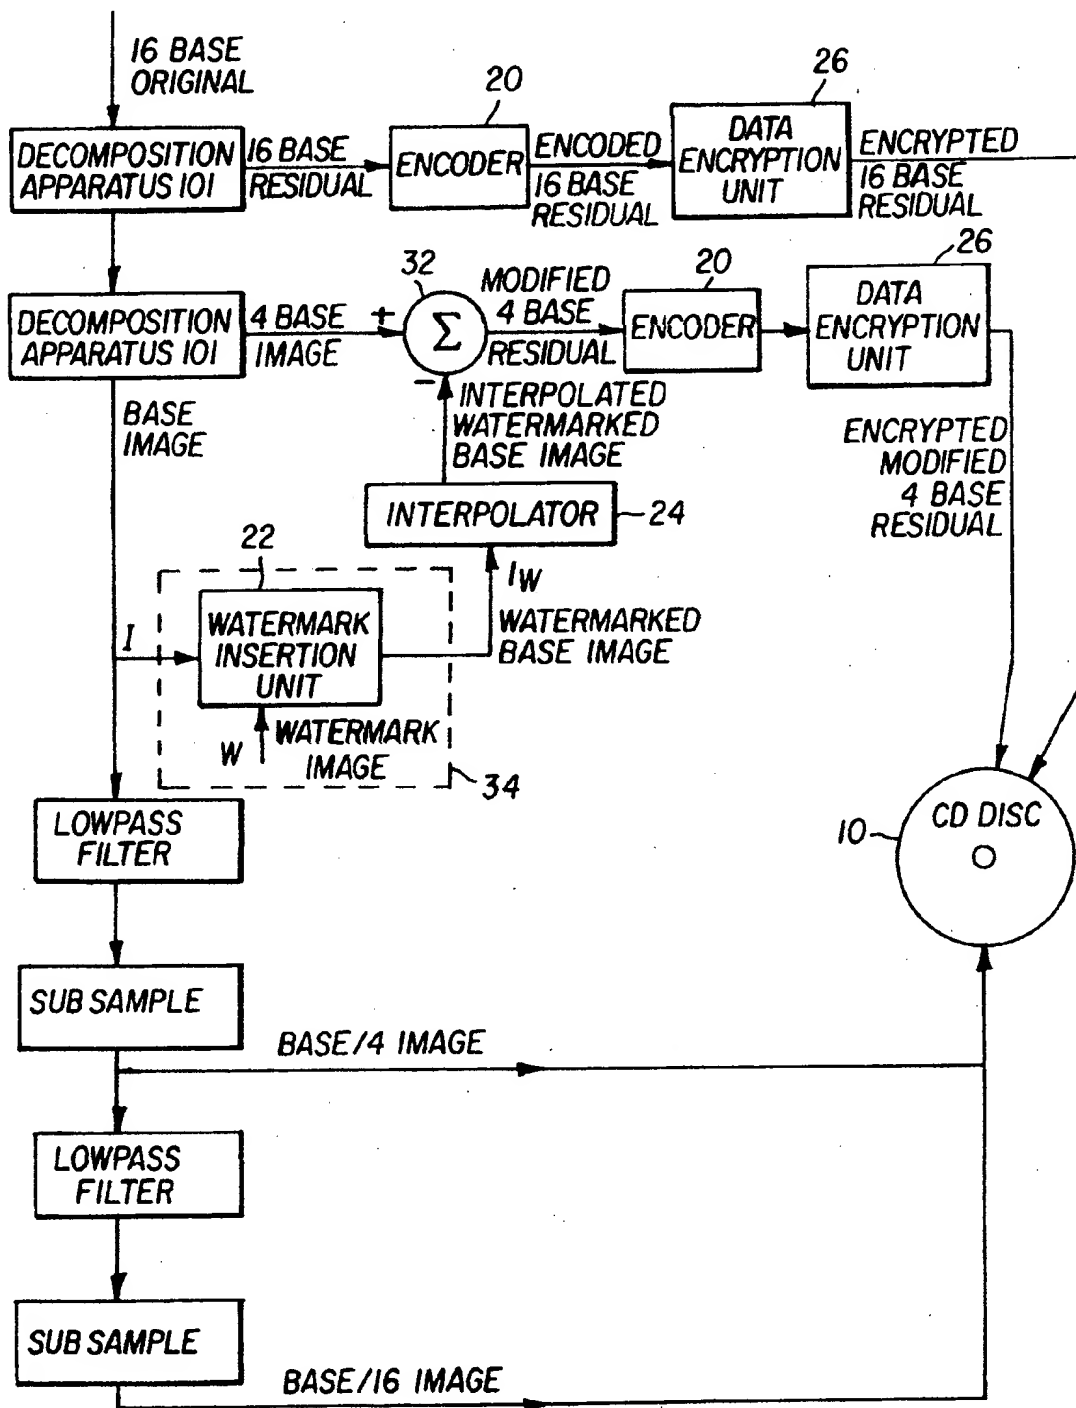 16 BASE
ORIGINAL
20
26
DECOMPOSITION
APPARATUS 101
16 BASE
RESIDUAL
ENCODER
ENCODED
16 BASE
RESIDUAL
DATA
ENCRYPTION
UNIT
ENCRYPTED
16 BASE
RESIDUAL
32
MODIFIED
4 BASE
RESIDUAL
20
26
DECOMPOSITION
APPARATUS 101
4 BASE
IMAGE
+
Σ
-
ENCODER
DATA
ENCRYPTION
UNIT
BASE
IMAGE
INTERPOLATED
WATERMARKED
BASE IMAGE
ENCRYPTED
MODIFIED
4 BASE
RESIDUAL
INTERPOLATOR
24
22
IW
I
WATERMARK
INSERTION
UNIT
WATERMARKED
BASE IMAGE
W
WATERMARK
IMAGE
34
LOWPASS
FILTER
10
CD DISC
SUB SAMPLE
BASE/4 IMAGE
LOWPASS
FILTER
SUB SAMPLE
BASE/16 IMAGE